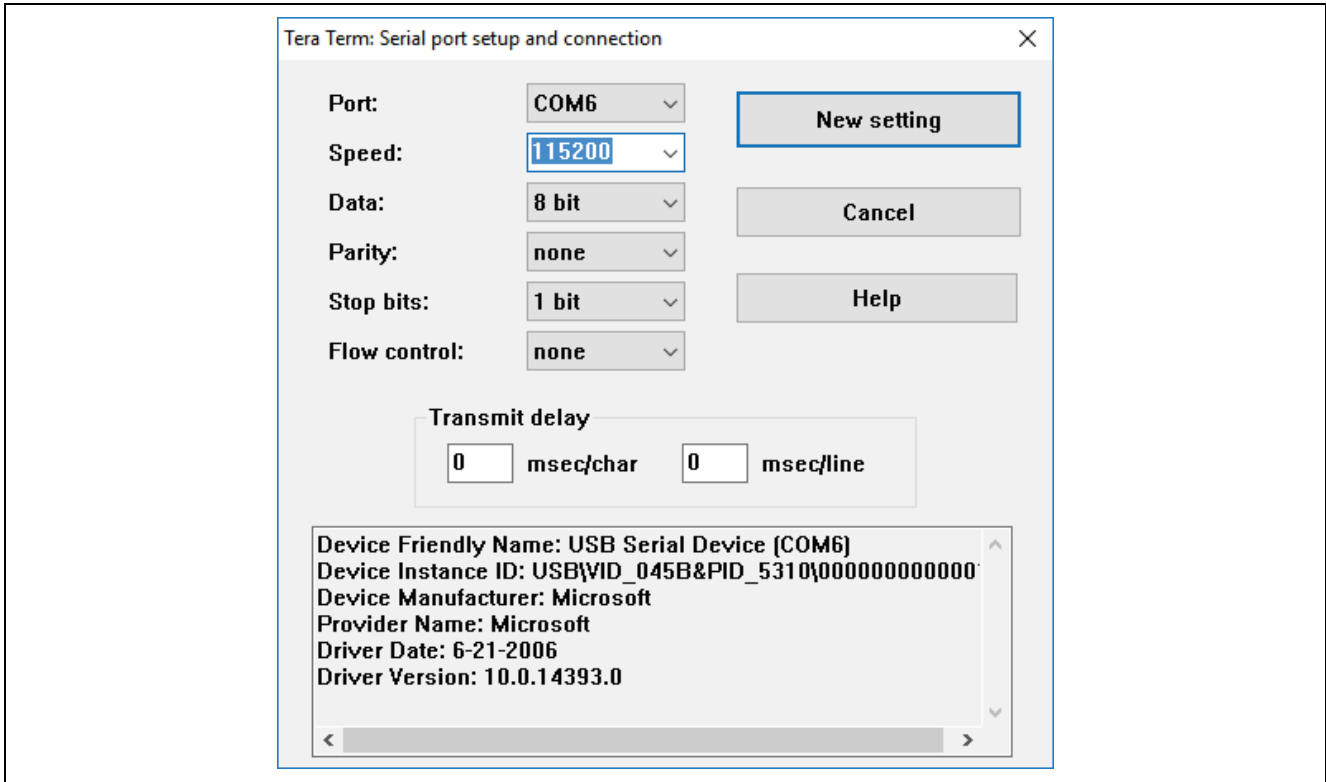 Tera Term: Serial port setup and connection
Port: COM6
New setting
Speed: 115200
Data: 8 bit
Cancel
Parity: none
Stop bits: 1 bit
Help
Flow control: none
Transmit delay
0 msec/char 0 msec/line
Device Friendly Name: USB Serial Device (COM6)
Device Instance ID: USB\VID_045B&PID_5310\000000000000
Device Manufacturer: Microsoft
Provider Name: Microsoft
Driver Date: 6-21-2006
Driver Version: 10.0.14393.0